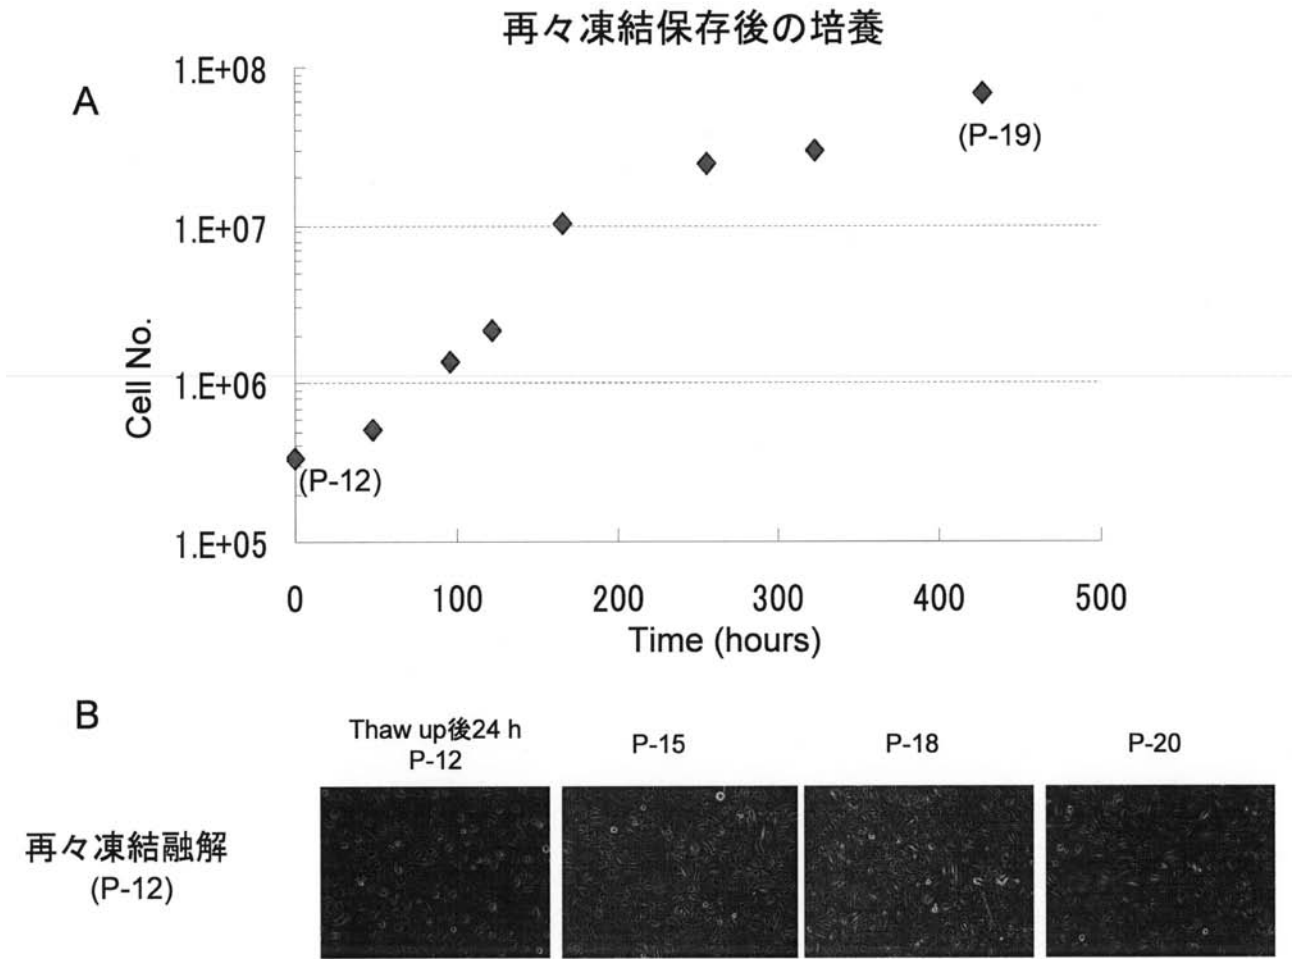 再々凍結保存後の培養
A
1.E+08
(P-19)
1.E+07
Cell No.
1.E+06
(P-12)
1.E+05
0 100 200 300 400 500
Time (hours)
B
Thaw up後24 h
P-12
P-15
P-18
P-20
再々凍結融解
(P-12)